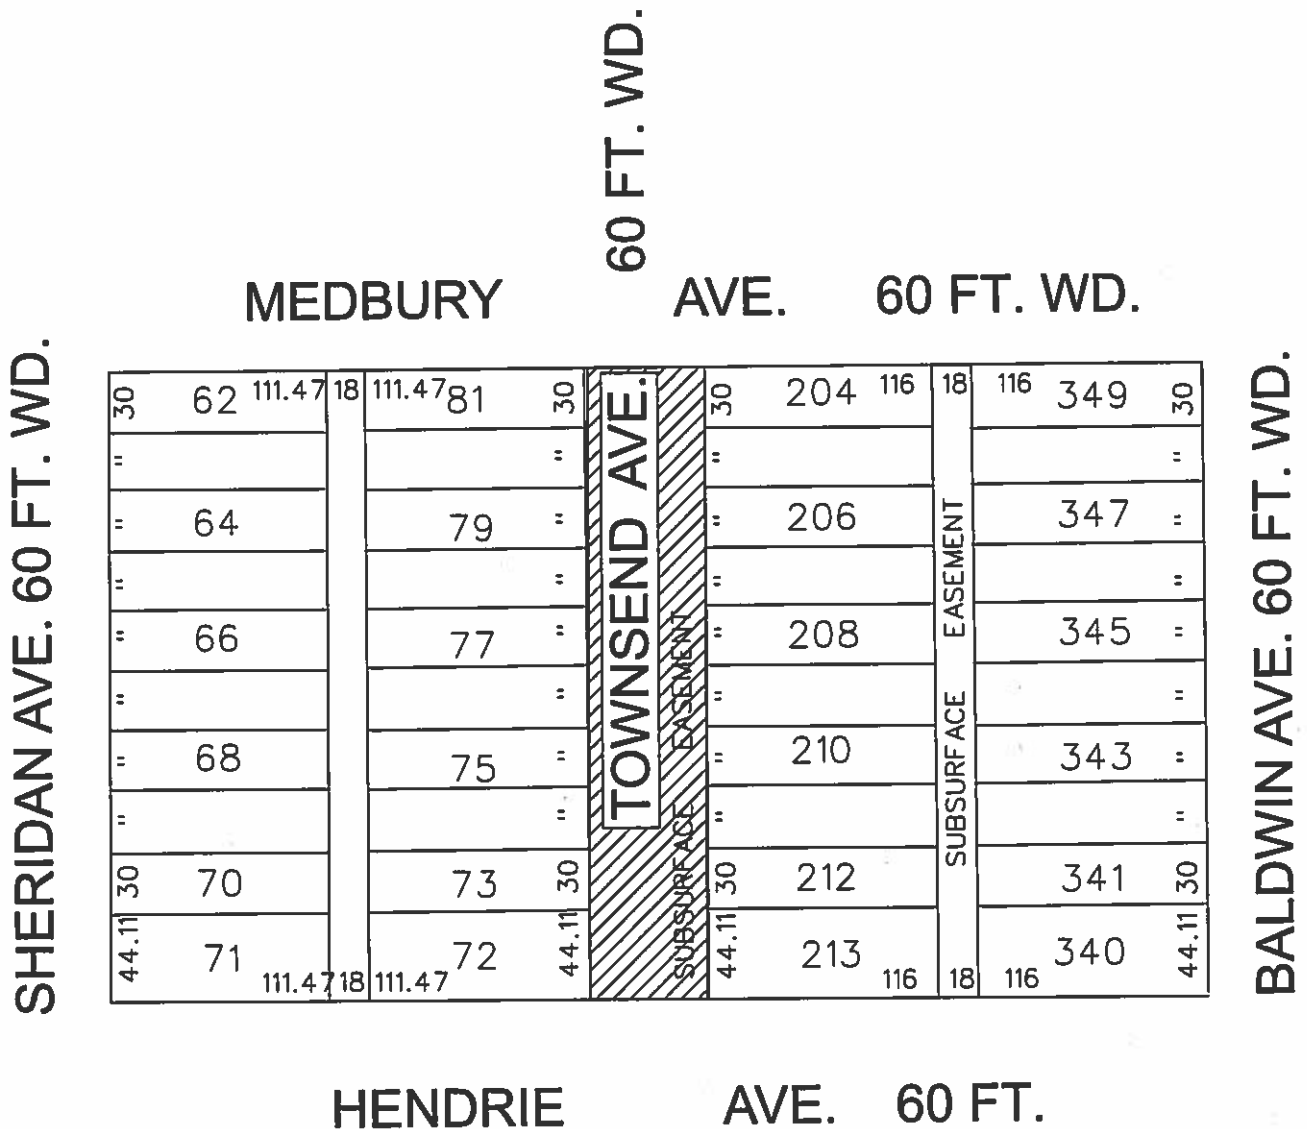 60 FT. WD.
MEDBURY AVE. 60 FT. WD.
SHERIDAN AVE. 60 FT. WD.
30 62 111.47 18 111.47 81 30
" "
" 64 79 "
" "
" 66 77 "
" "
" 68 75 "
" "
30 70 73 30
44.11 71 111.47 18 111.47 72 44.11
TOWNSEND AVE.
SUBSURFACE EASEMENT
30 204 116 18 116 349 30
" "
" 206 347 "
" "
" 208 345 "
" "
" 210 343 "
" "
30 212 341 30
44.11 213 116 18 116 340 44.11
SUBSURFACE EASEMENT
BALDWIN AVE. 60 FT. WD.
HENDRIE AVE. 60 FT.